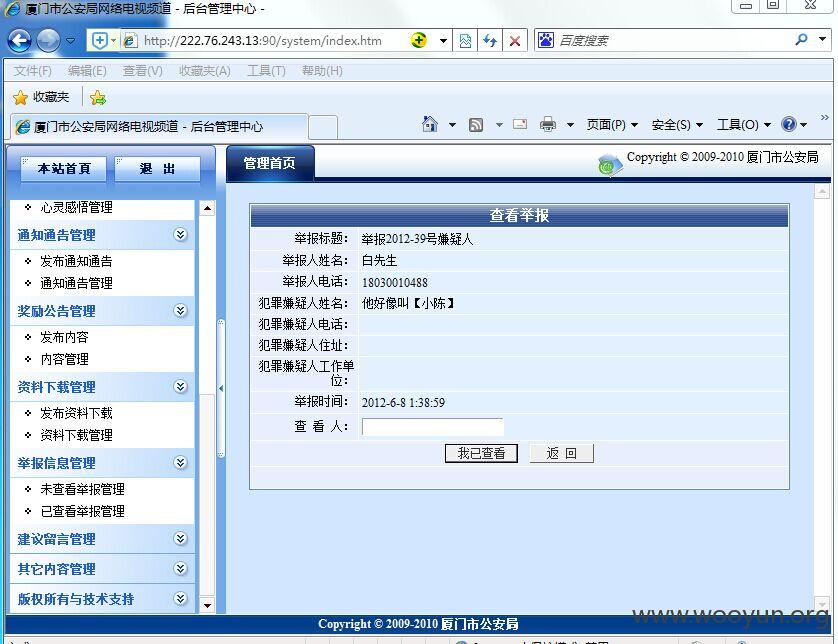 厦门市公安局网络电视频道 - 后台管理中心 -
http://222.76.243.13:90/system/index.htm
百度搜索
文件(F) 编辑(E) 查看(V) 收藏夹(A) 工具(T) 帮助(H)
收藏夹
厦门市公安局网络电视频道 - 后台管理中心
页面(P) 安全(S) 工具(O)
本站首頁 退 出
管理首页
Copyright © 2009-2010 厦门市公安局
心灵感悟管理
通知通告管理
发布通知通告
通知通告管理
奖励公告管理
发布内容
内容管理
资料下载管理
发布资料下载
资料下载管理
举报信息管理
未查看举报管理
已查看举报管理
建议留言管理
其它内容管理
版权所有与技术支持
查看举报
举报标题: 举报2012-39号嫌疑人
举报人姓名: 白先生
举报人电话: 18030010488
犯罪嫌疑人姓名: 他好像叫【小陈】
犯罪嫌疑人电话:
犯罪嫌疑人住址:
犯罪嫌疑人工作单
位:
举报时间: 2012-6-8 1:38:59
查 看 人:
我已查看 返 回
www.wooyun.org
Copyright © 2009-2010 厦门市公安局